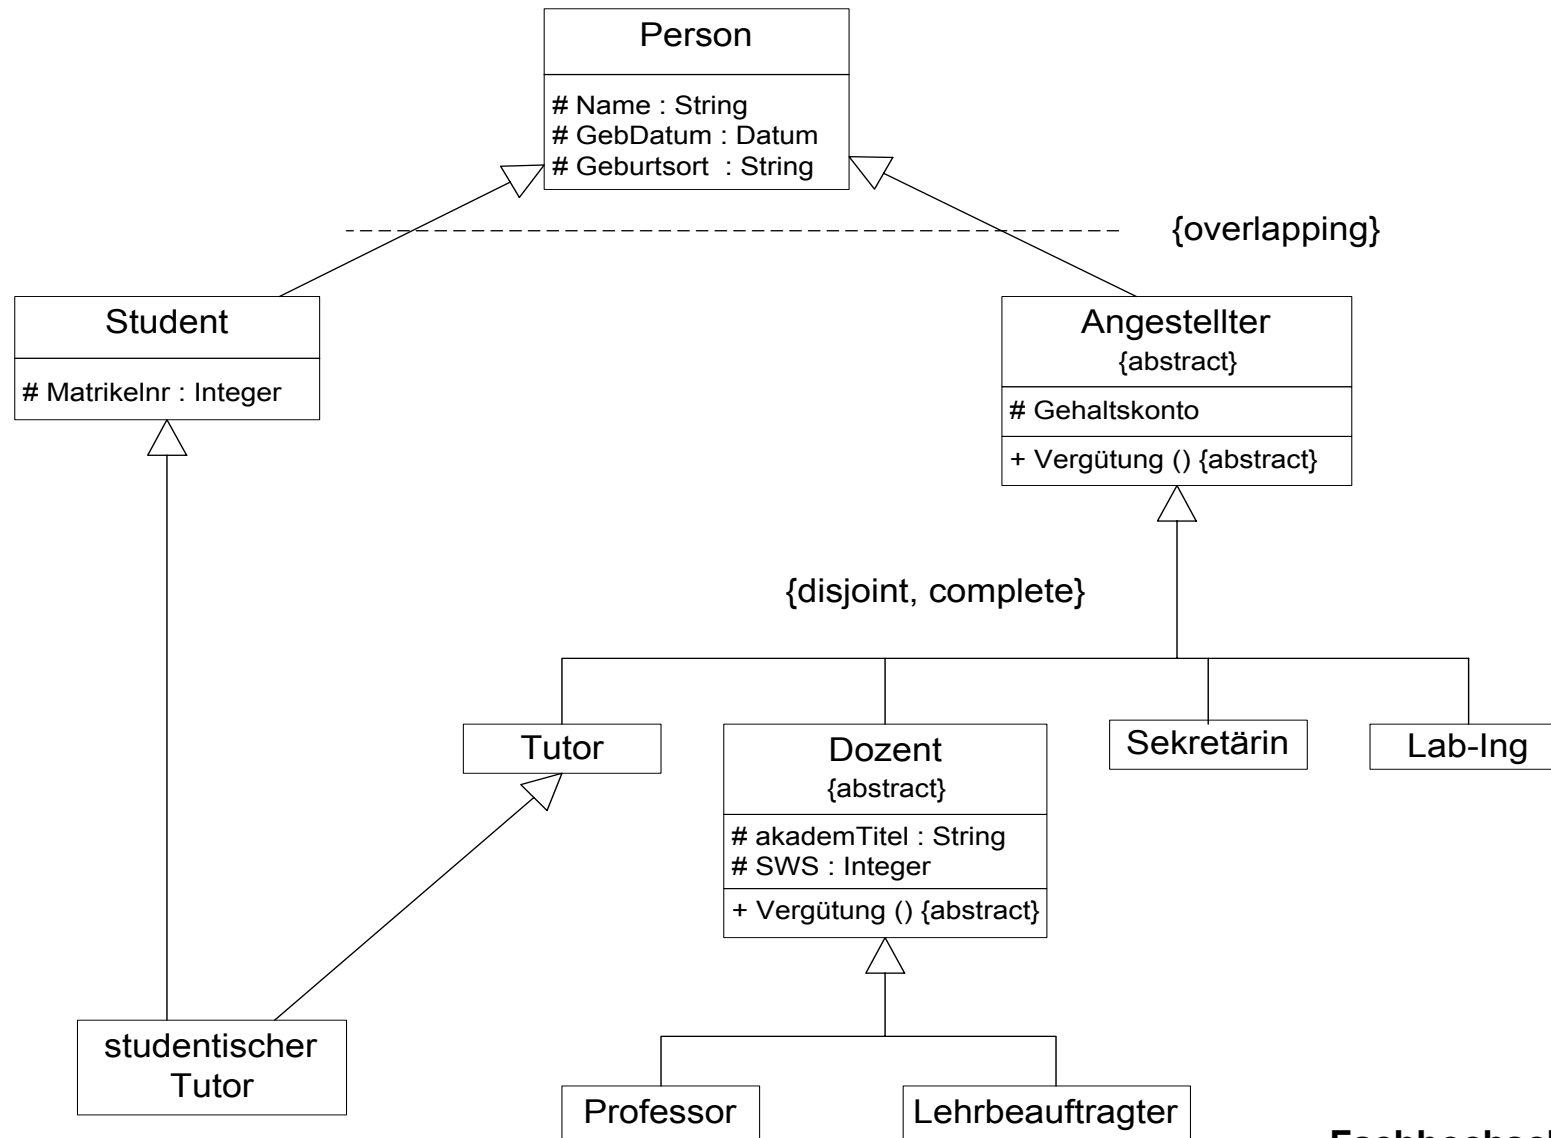 Person
# Name : String
# GebDatum : Datum
# Geburtsort : String
{overlapping}
Student
# Matrikelnr : Integer
Angestellter
{abstract}
# Gehaltskonto
+ Vergütung () {abstract}
{disjoint, complete}
Tutor
Dozent
{abstract}
# akademTitel : String
# SWS : Integer
+ Vergütung () {abstract}
Sekretärin
Lab-Ing
studentischer
Tutor
Professor
Lehrbeauftragter